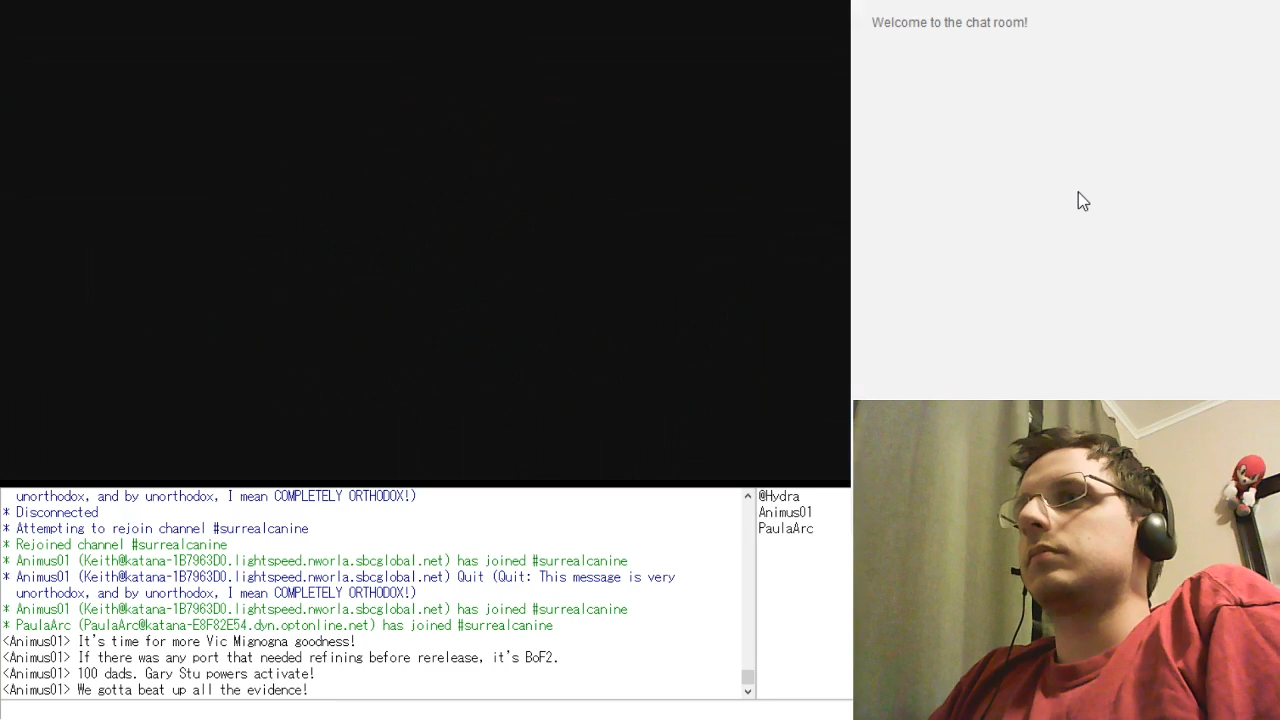 Welcome to the chat room!
unorthodox, and by unorthodox, I mean COMPLETELY ORTHODOX!)
* Disconnected
* Attempting to rejoin channel #surrealcanine
* Rejoined channel #surrealcanine
* Animus01 (Keith@katana-1B7963D0.lightspeed.nworla.sbcglobal.net) has joined #surrealcanine
* Animus01 (Keith@katana-1B7963D0.lightspeed.nworla.sbcglobal.net) Quit (Quit: This message is very
unorthodox, and by unorthodox, I mean COMPLETELY ORTHODOX!)
* Animus01 (Keith@katana-1B7963D0.lightspeed.nworla.sbcglobal.net) has joined #surrealcanine
* PaulaArc (PaulaArc@katana-E8F82E54.dyn.optonline.net) has joined #surrealcanine
<Animus01> It's time for more Vic Mignogna goodness!
<Animus01> If there was any port that needed refining before rerelease, it's BoF2.
<Animus01> 100 dads. Gary Stu powers activate!
<Animus01> We gotta beat up all the evidence!
@Hydra
Animus01
PaulaArc